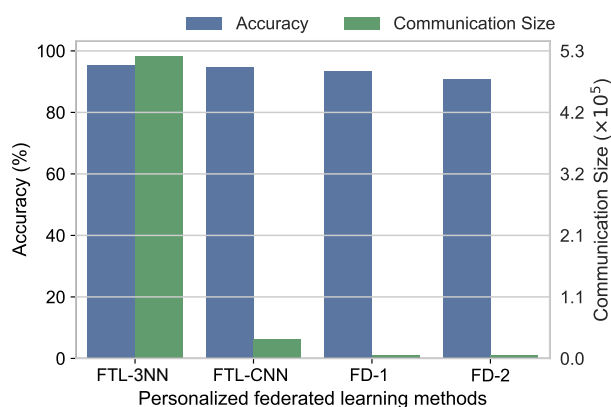 Accuracy
Communication Size
100
80
60
40
20
0
Accuracy (%)
5.3
4.2
3.2
2.1
1.1
0.0
Communication Size (×10⁵)
FTL-3NN
FTL-CNN
FD-1
FD-2
Personalized federated learning methods